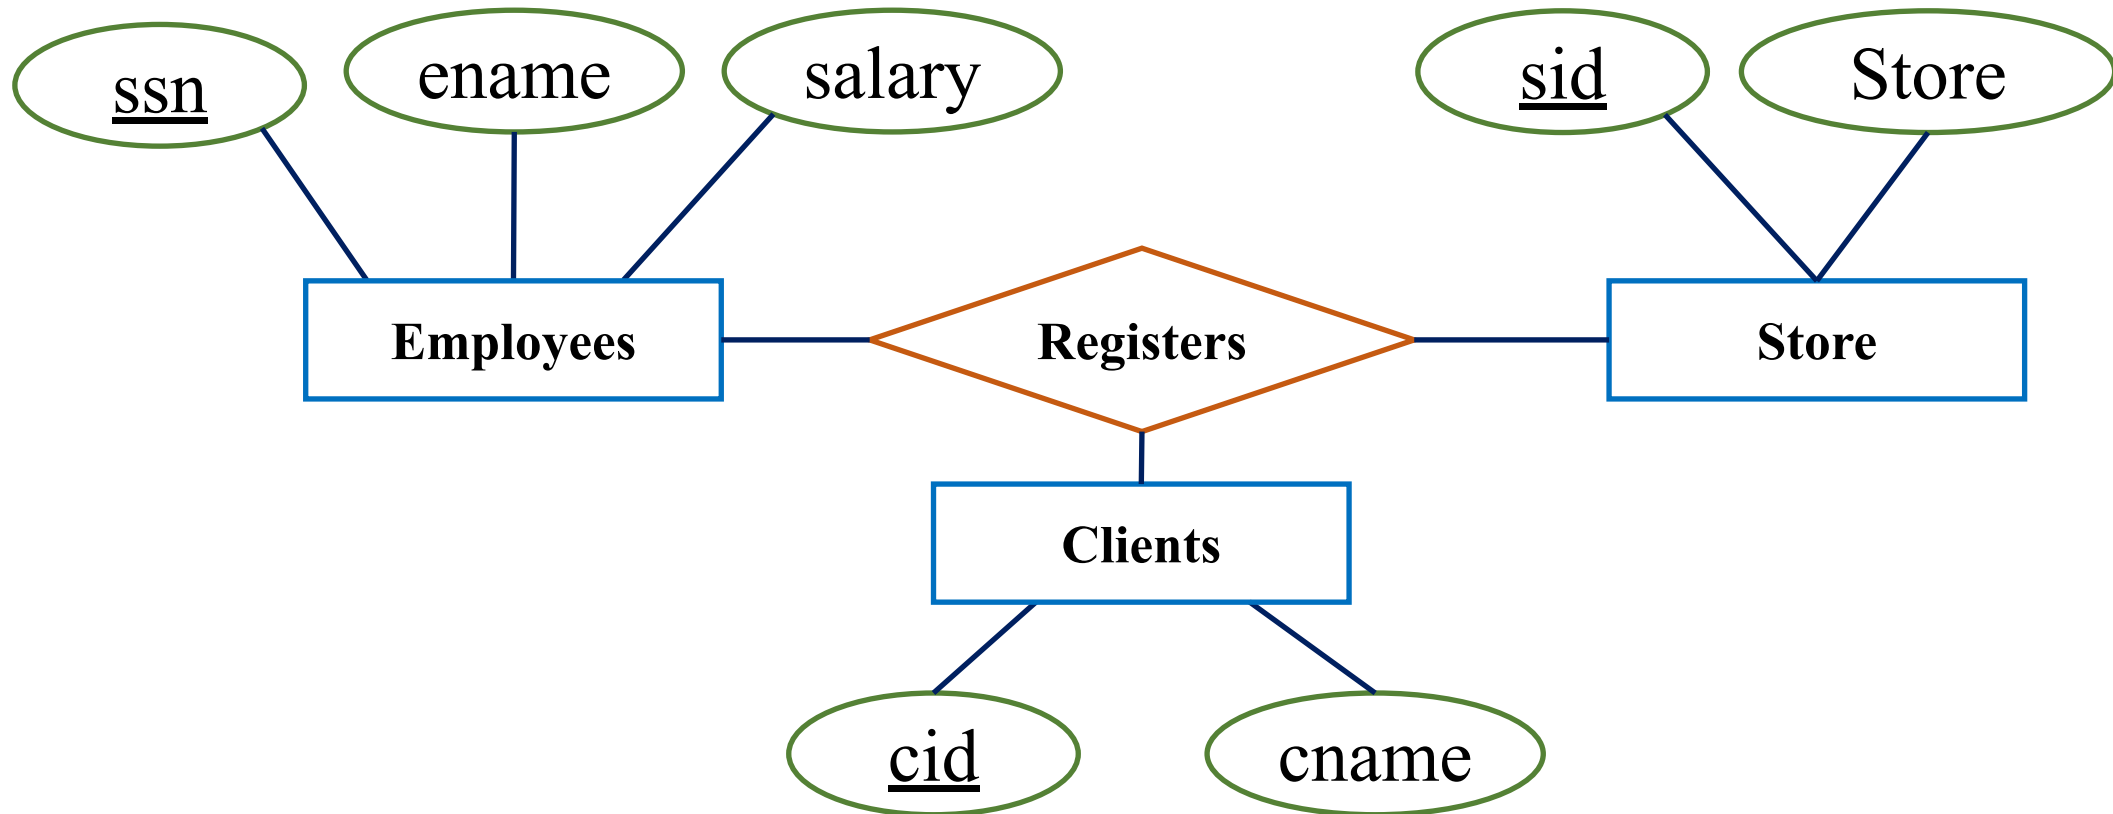 ssn
ename
salary
sid
Store
Employees
Registers
Store
Clients
cid
cname